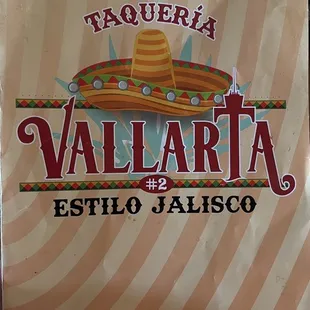 TAQUERÍA
VALLARTA
#2
ESTILO JALISCO